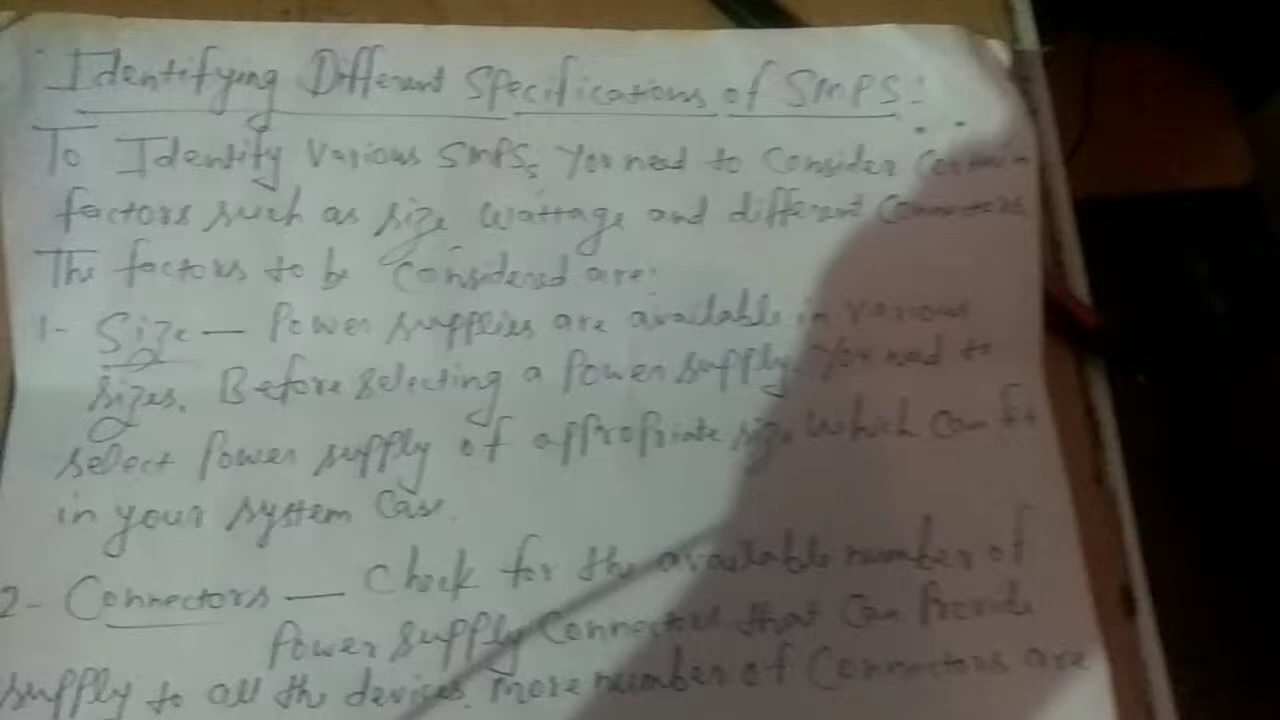 Identifying Different Specifications of SMPS:
To Identify Various SMPS, You need to Consider Certain
factors such as size wattage and different Connectors
The factors to be Considered are:
1- Size — Power supplies are available in various
sizes. Before selecting a Power supply, You need to
select Power supply of appropriate size which can fit
in your system Case.
2- Connectors — Check for the available number of
Power supply Connectors that can Provide
supply to all the devices. More number of Connectors are